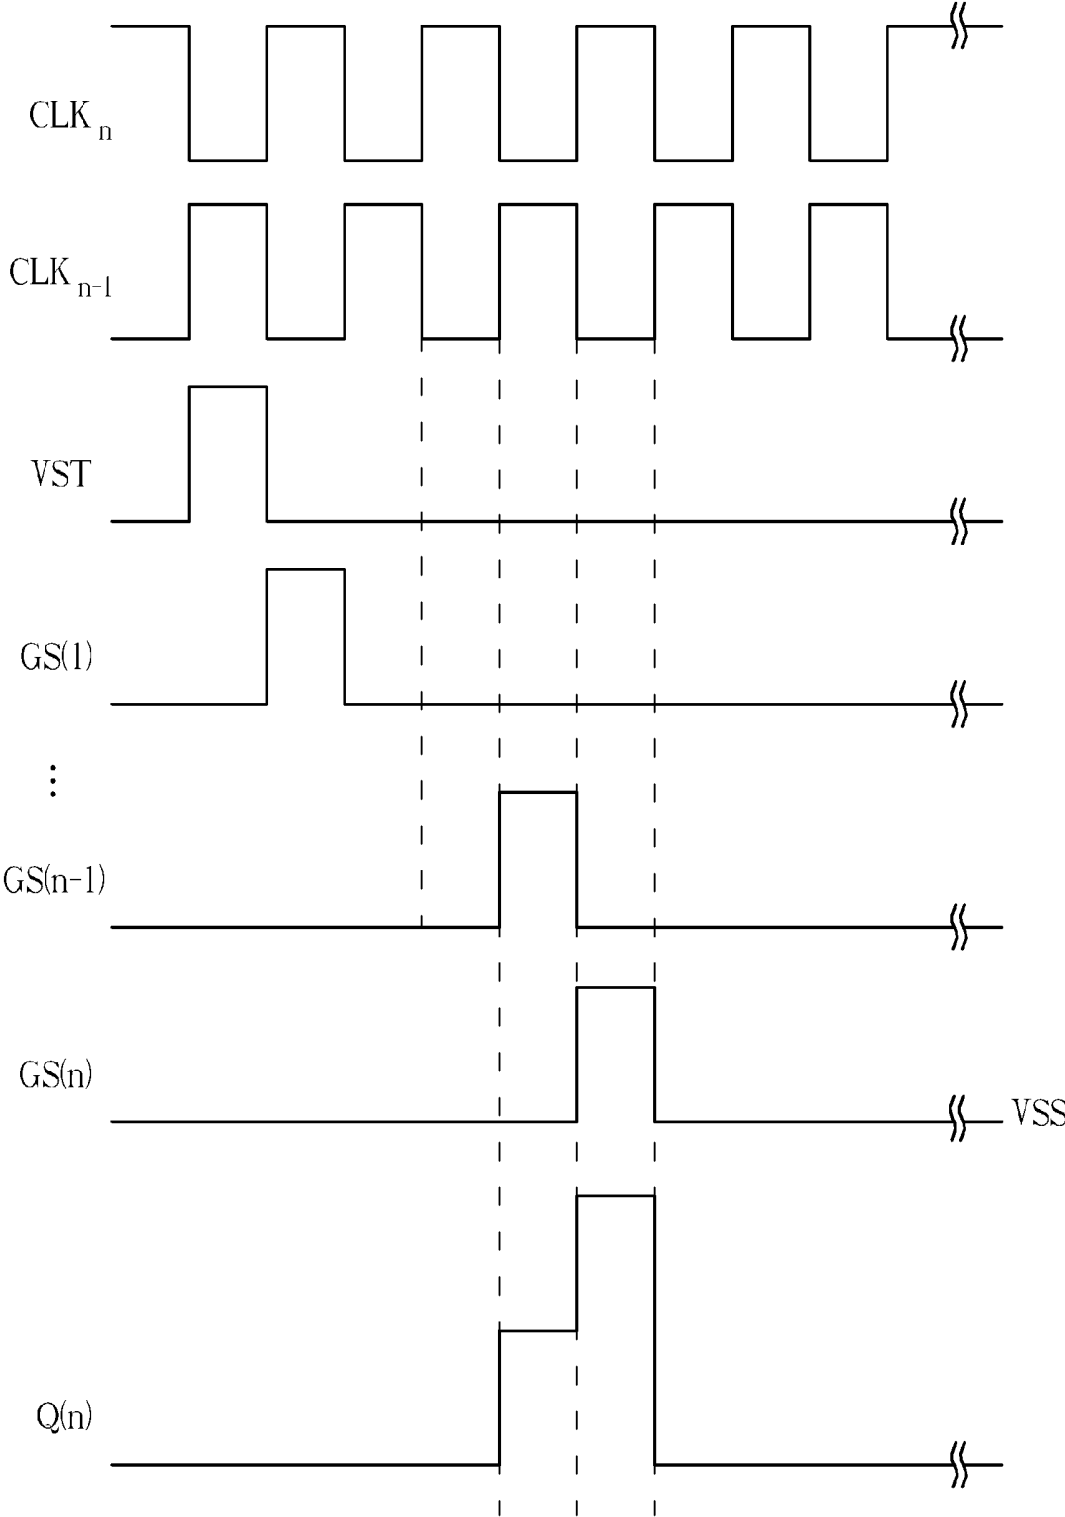 CLK n
CLK n-1
VST
GS(1)
⋮
GS(n-1)
GS(n)
VSS
Q(n)